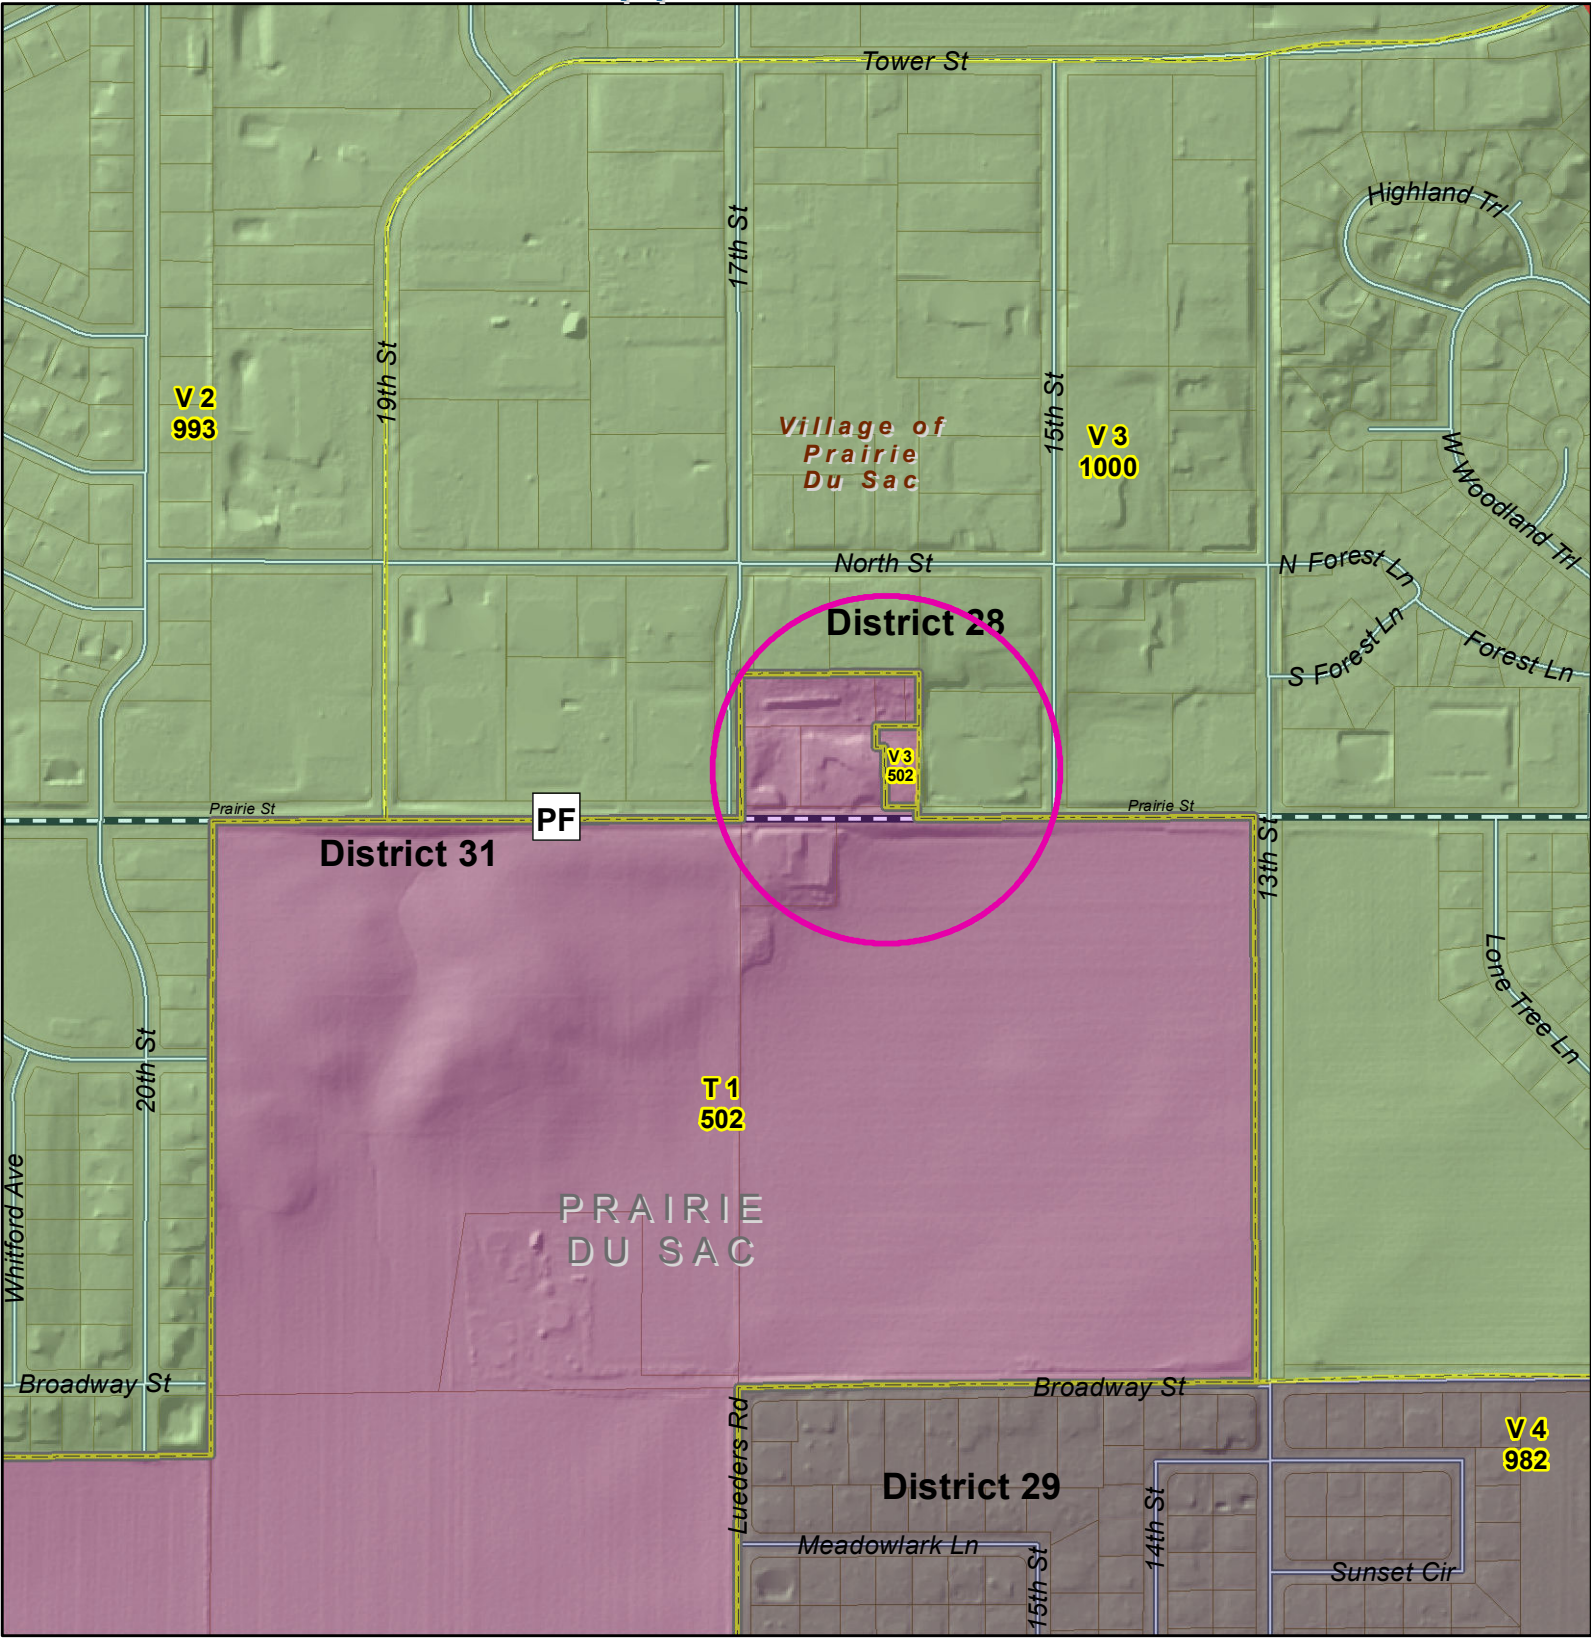 Tower St
Highland Trl
17th St
19th St
V 2
993
15th St
Village of
Prairie
Du Sac
V 3
1000
W Woodland Trl
North St
N Forest Ln
District 28
S Forest Ln
Forest Ln
V 3
502
Prairie St
PF
Prairie St
District 31
13th St
Lone Tree Ln
20th St
T 1
502
Whitford Ave
PRAIRIE
DU SAC
Broadway St
Broadway St
Lueders Rd
V 4
982
District 29
14th St
Meadowlark Ln
15th St
Sunset Cir